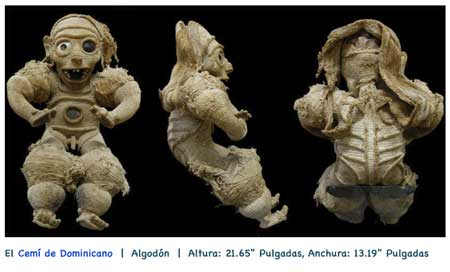 El Cemí de Dominicano | Algodón | Altura: 21.65" Pulgadas, Anchura: 13.19" Pulgadas